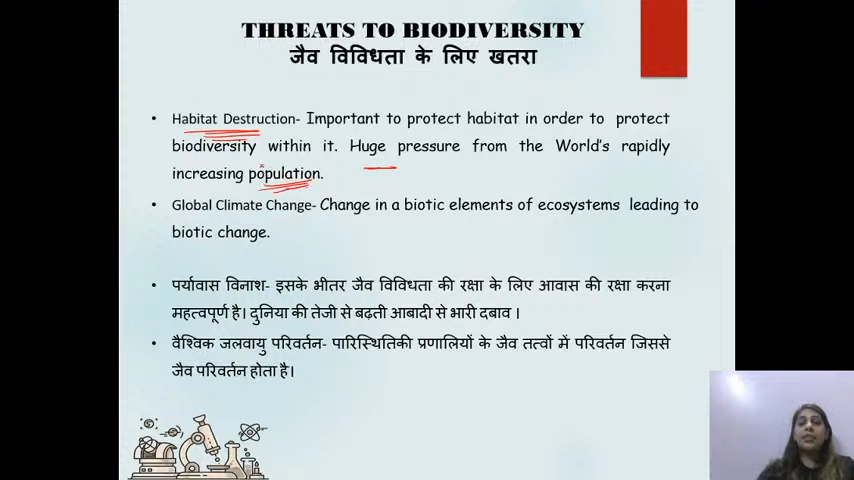 THREATS TO BIODIVERSITY
जैव विविधता के लिए खतरा
• Habitat Destruction- Important to protect habitat in order to protect
biodiversity within it. Huge pressure from the World's rapidly
increasing population.
• Global Climate Change- Change in a biotic elements of ecosystems leading to
biotic change.
• पर्यावास विनाश- इसके भीतर जैव विविधता की रक्षा के लिए आवास की रक्षा करना
महत्वपूर्ण है। दुनिया की तेजी से बढ़ती आबादी से भारी दबाव ।
• वैश्विक जलवायु परिवर्तन- पारिस्थितिकी प्रणालियों के जैव तत्वों में परिवर्तन जिससे
जैव परिवर्तन होता है।